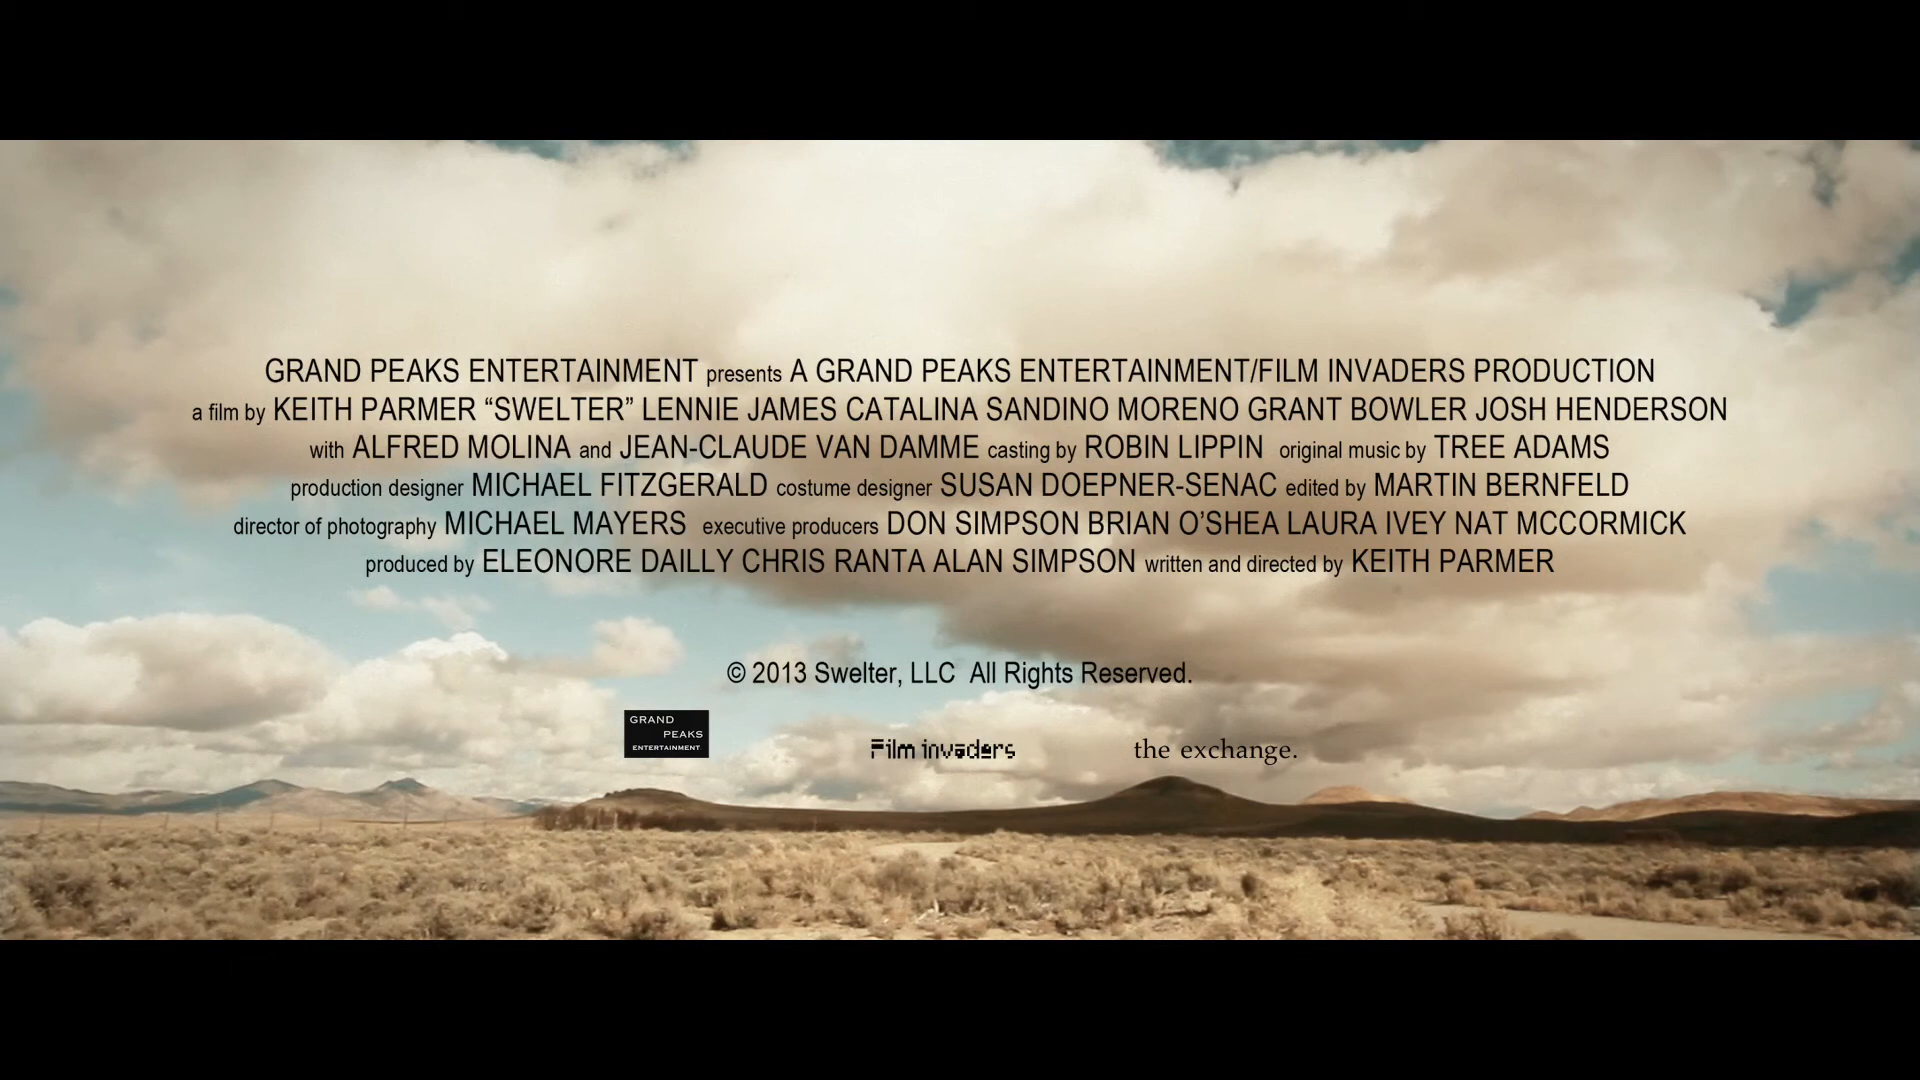 GRAND PEAKS ENTERTAINMENT presents A GRAND PEAKS ENTERTAINMENT/FILM INVADERS PRODUCTION
a film by KEITH PARMER “SWELTER” LENNIE JAMES CATALINA SANDINO MORENO GRANT BOWLER JOSH HENDERSON
with ALFRED MOLINA and JEAN-CLAUDE VAN DAMME casting by ROBIN LIPPIN original music by TREE ADAMS
production designer MICHAEL FITZGERALD costume designer SUSAN DOEPNER-SENAC edited by MARTIN BERNFELD
director of photography MICHAEL MAYERS executive producers DON SIMPSON BRIAN O’SHEA LAURA IVEY NAT MCCORMICK
produced by ELEONORE DAILLY CHRIS RANTA ALAN SIMPSON written and directed by KEITH PARMER
© 2013 Swelter, LLC All Rights Reserved.
GRAND
PEAKS
ENTERTAINMENT
Film invaders
the exchange.